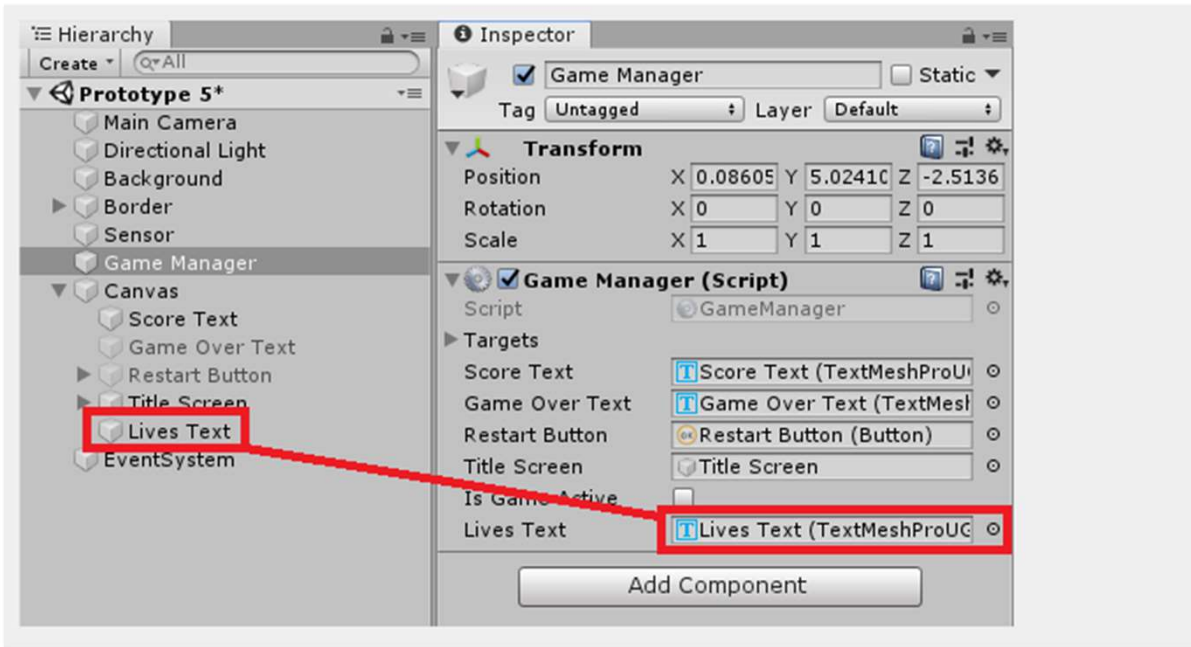 Hierarchy
Create
All
Prototype 5*
Main Camera
Directional Light
Background
Border
Sensor
Game Manager
Canvas
Score Text
Game Over Text
Restart Button
Title Screen
Lives Text
EventSystem
Inspector
Game Manager Static
Tag Untagged Layer Default
Transform
Position X 0.08605 Y 5.02410 Z -2.5136
Rotation X 0 Y 0 Z 0
Scale X 1 Y 1 Z 1
Game Manager (Script)
Script GameManager
Targets
Score Text T Score Text (TextMeshProU
Game Over Text T Game Over Text (TextMesh
Restart Button OK Restart Button (Button)
Title Screen Title Screen
Is Game Active
Lives Text T Lives Text (TextMeshProUG
Add Component